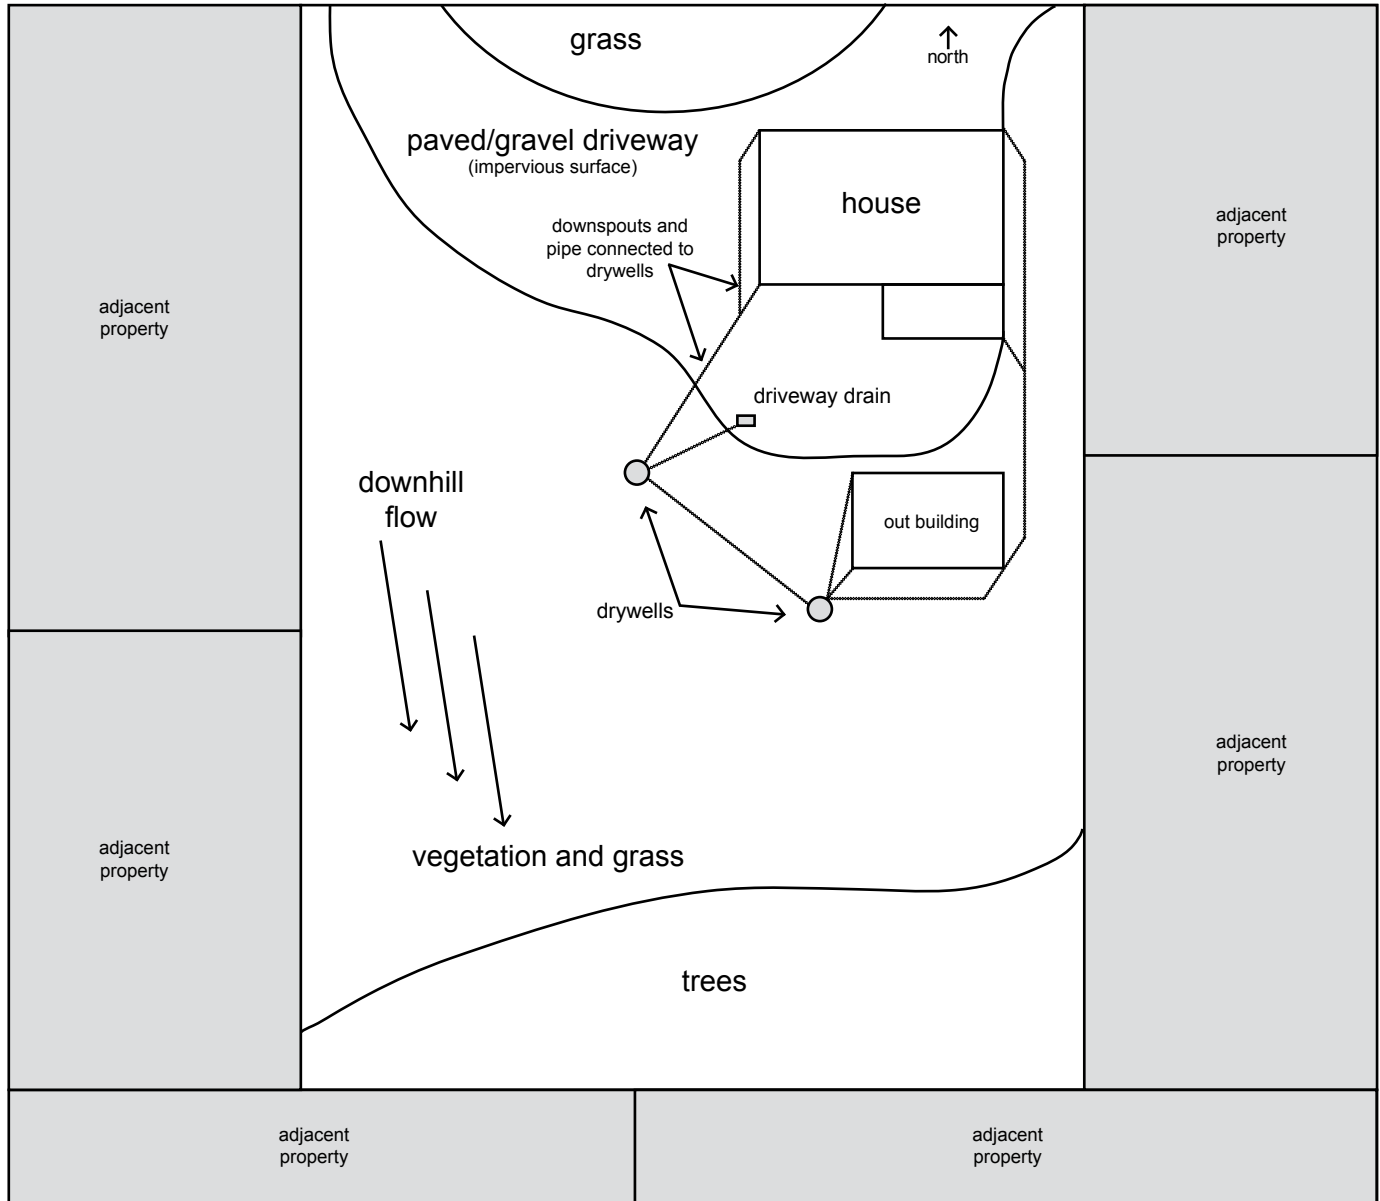 grass
north
paved/gravel driveway
(impervious surface)
house
adjacent
property
downspouts and
pipe connected to
drywells
adjacent
property
driveway drain
downhill
flow
out building
drywells
adjacent
property
vegetation and grass
adjacent
property
trees
adjacent
property
adjacent
property